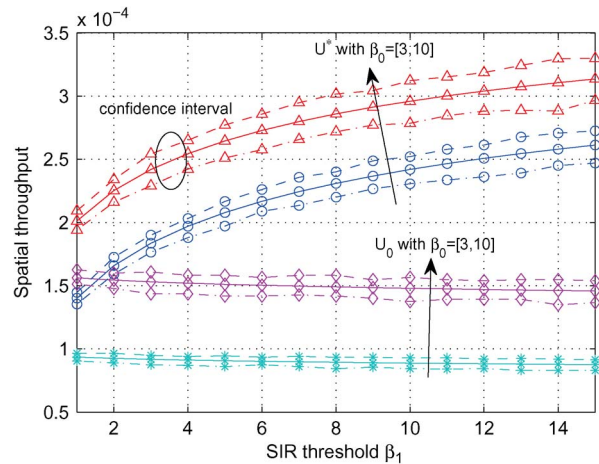 x 10⁻⁴
4
3.5
3
2.5
2
1.5
1
0.5
2 4 6 8 10 12 14
Spatial throughput
SIR threshold β₁
U* with β₀=[3,10]
confidence interval
U₀ with β₀=[3,10]